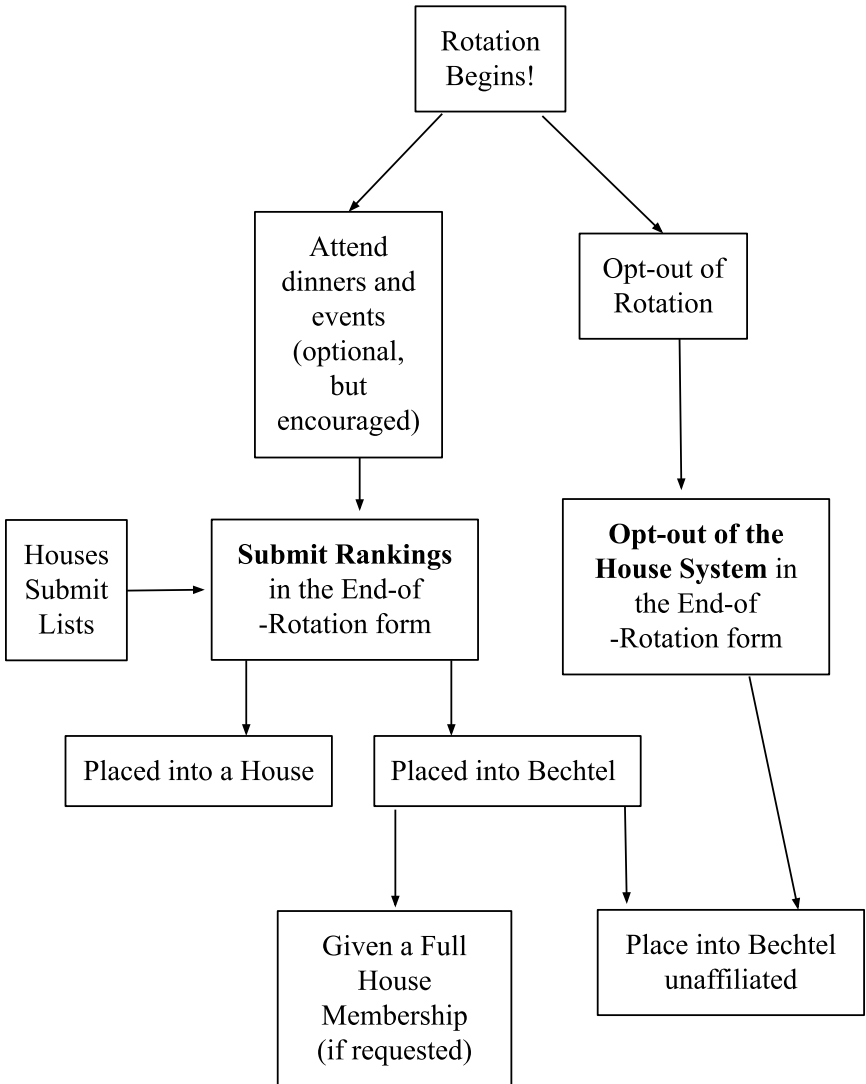 Rotation
Begins!
Attend
dinners and
events
(optional,
but
encouraged)
Opt-out of
Rotation
Houses
Submit
Lists
Submit Rankings
in the End-of
-Rotation form
Opt-out of the
House System in
the End-of
-Rotation form
Placed into a House
Placed into Bechtel
Given a Full
House
Membership
(if requested)
Place into Bechtel
unaffiliated